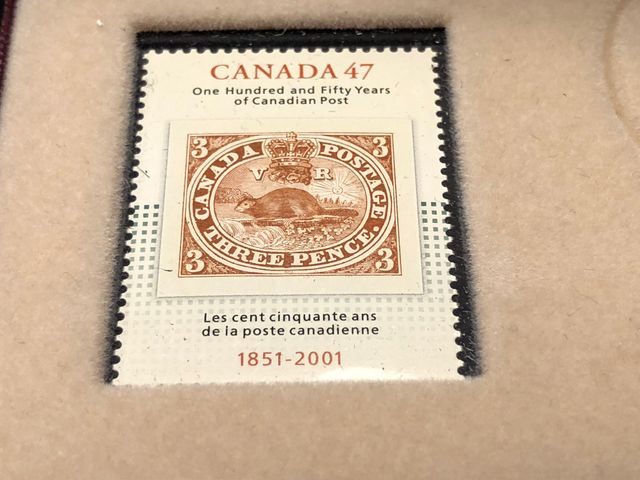 CANADA 47
One Hundred and Fifty Years
of Canadian Post
3 3
CANADA POSTAGE
V R
THREE PENCE.
3 3
Les cent cinquante ans
de la poste canadienne
1851-2001